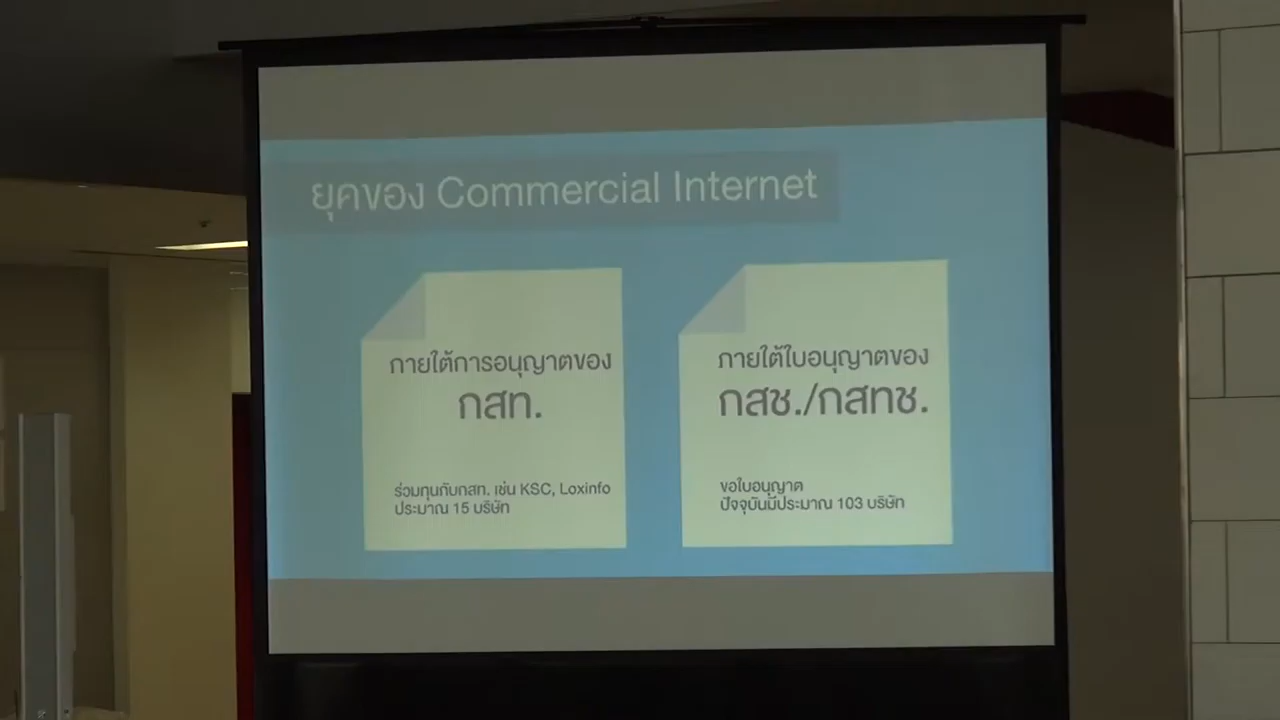 ยุคของ Commercial Internet
ภายใต้การอนุญาตของ
กสท.
ร่วมทุนกับกสท. เช่น KSC, Loxinfo
ประมาณ 15 บริษัท
ภายใต้ใบอนุญาตของ
กสช./กสทช.
ขอใบอนุญาต
ปัจจุบันมีประมาณ 103 บริษัท